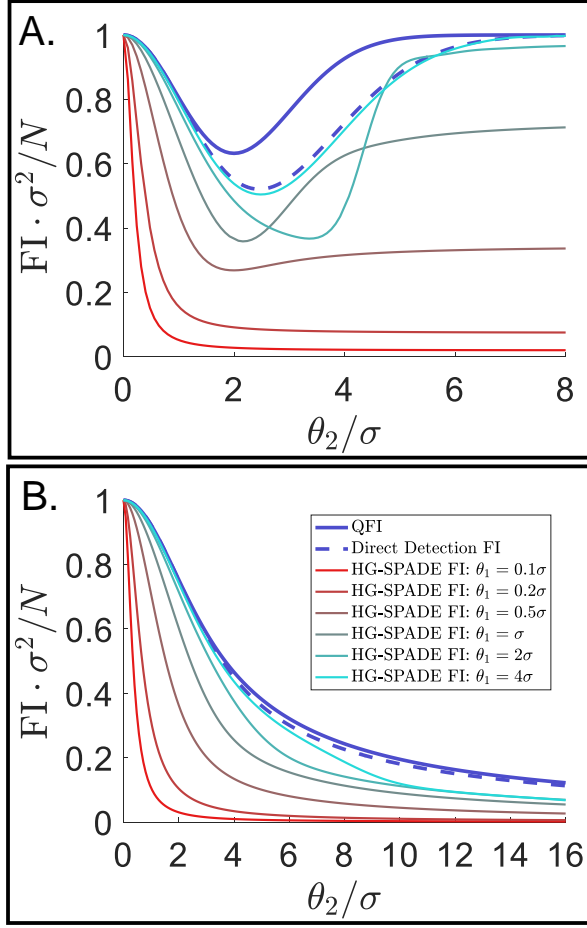 A.
1
0.8
0.6
0.4
0.2
0
FI · σ²/N
0 2 4 6 8
θ₂/σ
B.
1
0.8
0.6
0.4
0.2
0
FI · σ²/N
QFI
Direct Detection FI
HG-SPADE FI: θ₁ = 0.1σ
HG-SPADE FI: θ₁ = 0.2σ
HG-SPADE FI: θ₁ = 0.5σ
HG-SPADE FI: θ₁ = σ
HG-SPADE FI: θ₁ = 2σ
HG-SPADE FI: θ₁ = 4σ
0 2 4 6 8 10 12 14 16
θ₂/σ